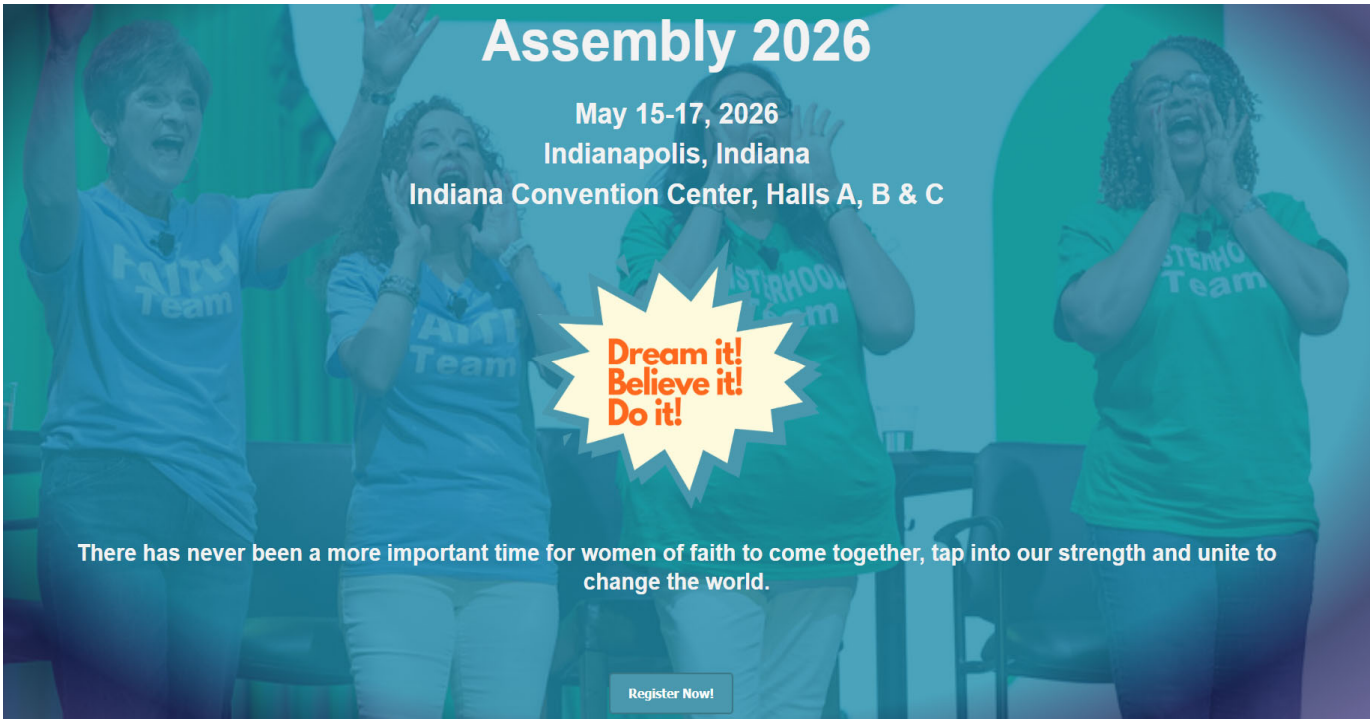 Assembly 2026
May 15-17, 2026
Indianapolis, Indiana
Indiana Convention Center, Halls A, B & C
FAITH
Team
FAITH
Team
SISTERHOOD
Team
SISTERHOOD
Team
Dream it!
Believe it!
Do it!
There has never been a more important time for women of faith to come together, tap into our strength and unite to
change the world.
Register Now!